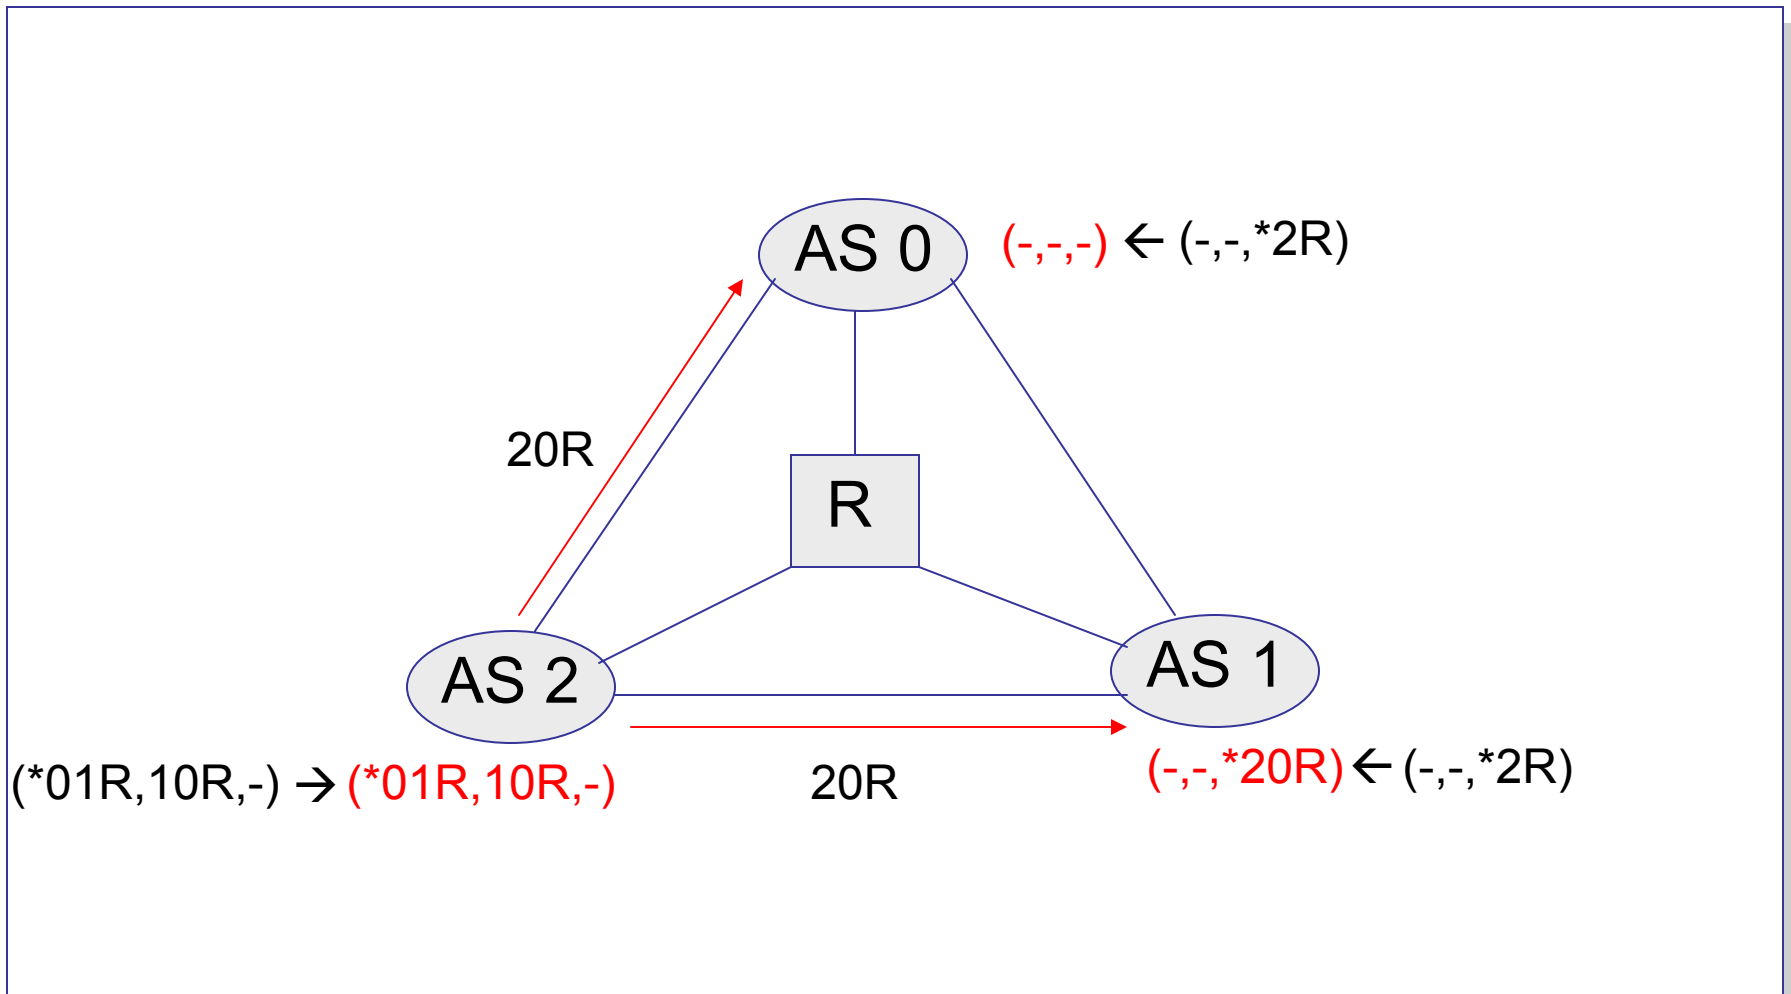 AS 0
(-,-,-) ← (-,-,*2R)
20R
R
AS 2
AS 1
(*01R,10R,-) → (*01R,10R,-)
20R
(-,-,*20R) ← (-,-,*2R)